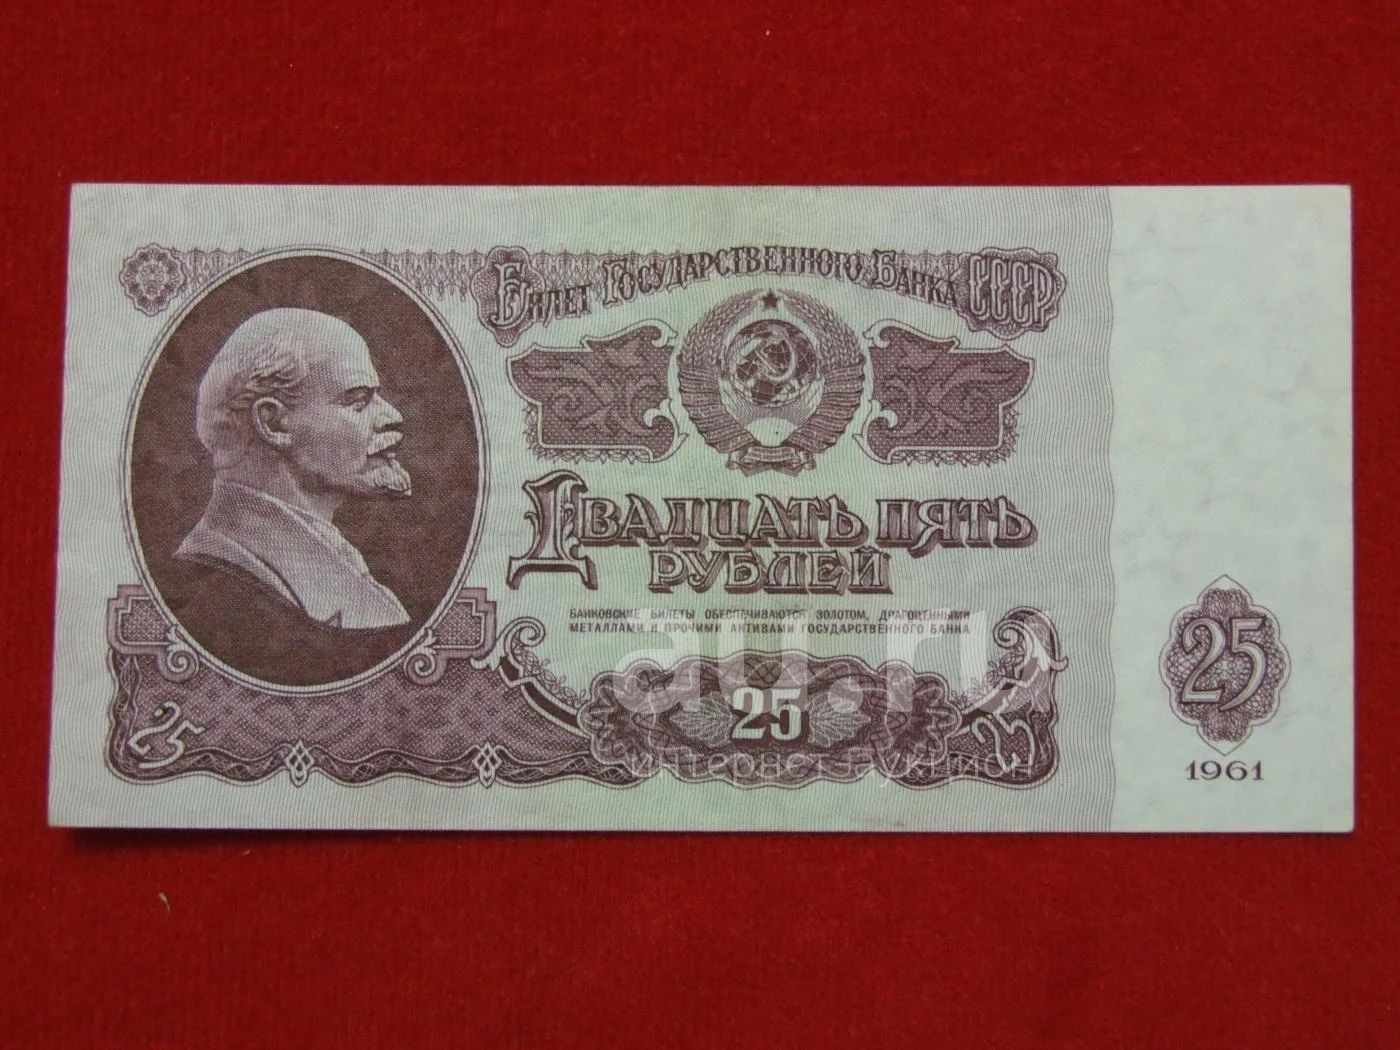 Билет Государственного Банка СССР
Двадцать пять
рублей
БАНКОВСКИЕ БИЛЕТЫ ОБЕСПЕЧИВАЮТСЯ ЗОЛОТОМ, ДРАГОЦЕННЫМИ
МЕТАЛЛАМИ И ПРОЧИМИ АКТИВАМИ ГОСУДАРСТВЕННОГО БАНКА
au.ru
25
25
25
интернет аукцион
25
1961